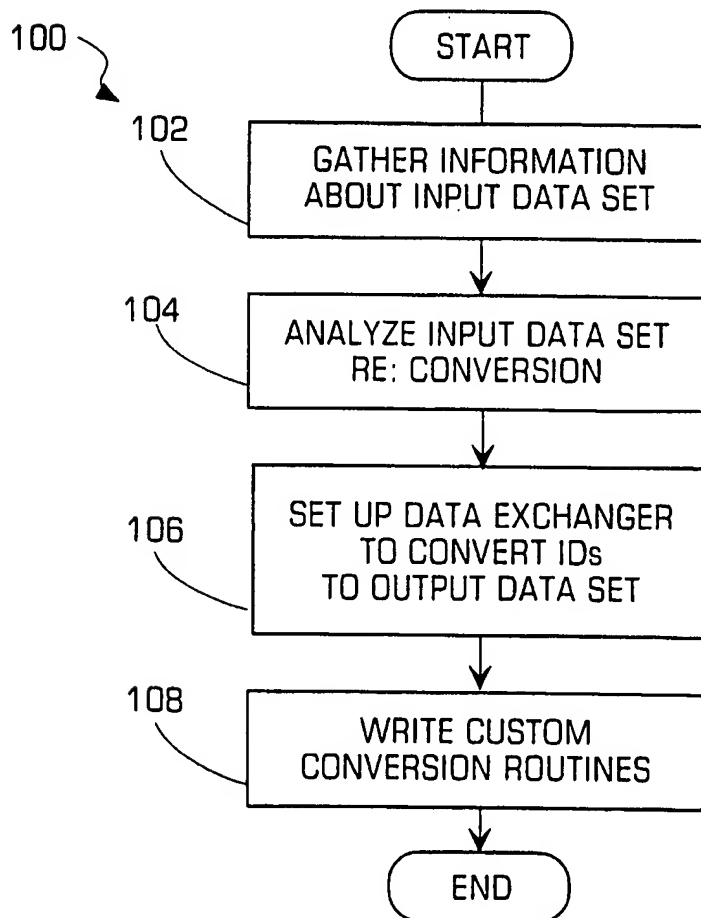 100
START
102
GATHER INFORMATION
ABOUT INPUT DATA SET
104
ANALYZE INPUT DATA SET
RE: CONVERSION
106
SET UP DATA EXCHANGER
TO CONVERT IDs
TO OUTPUT DATA SET
108
WRITE CUSTOM
CONVERSION ROUTINES
END